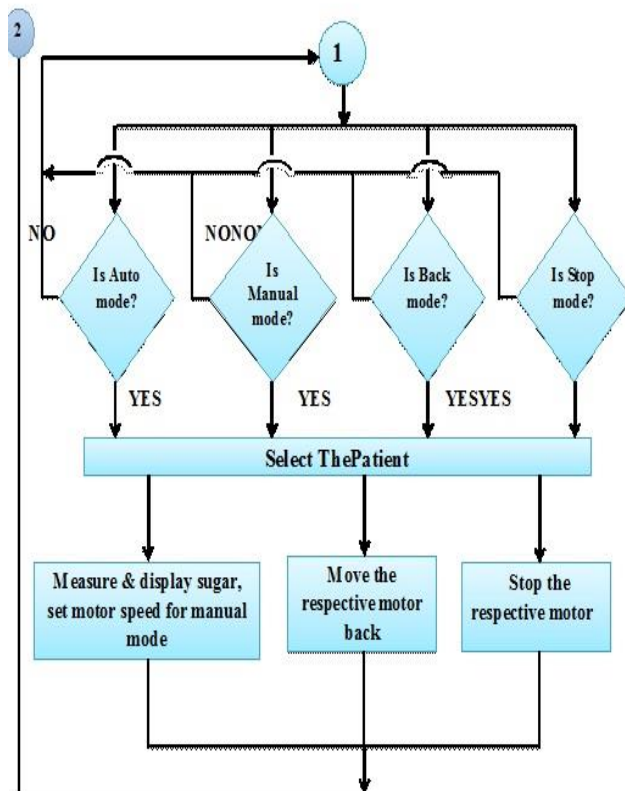 2
1
NO
NONO
Is Auto
mode?
Is
Manual
mode?
Is Back
mode?
Is Stop
mode?
YES
YES
YESYES
Select ThePatient
Measure & display sugar,
set motor speed for manual
mode
Move the
respective motor
back
Stop the
respective motor